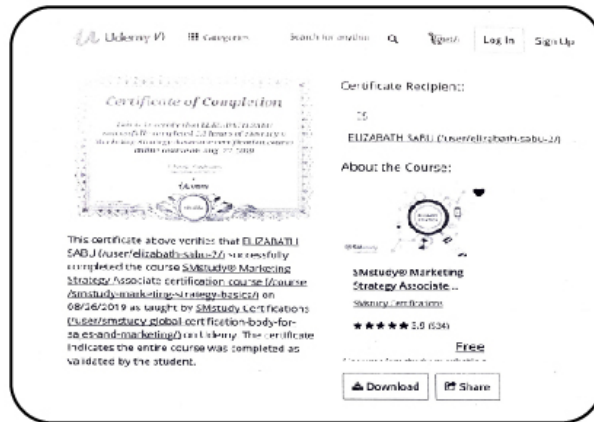 Udemy
Categories
Search for anything
Log In
Sign Up
Certificate of Completion
Certificate Recipient:
ES
ELIZABATH SABU (/user/elizabath-sabu-2/)
About the Course:
This certificate above verifies that ELIZABATH
SABU (/user/elizabath-sabu-2/) successfully
completed the course SMstudy® Marketing
Strategy Associate certification course (/course
/smstudy-marketing-strategy-basics/) on
08/26/2019 as taught by SMstudy Certifications
(/user/smstudy-global-certification-body-for-
sales-and-marketing/) on Udemy. The certificate
indicates the entire course was completed as
validated by the student.
SMstudy® Marketing
Strategy Associate ...
SMstudy Certifications
(534)
Free
Download
Share